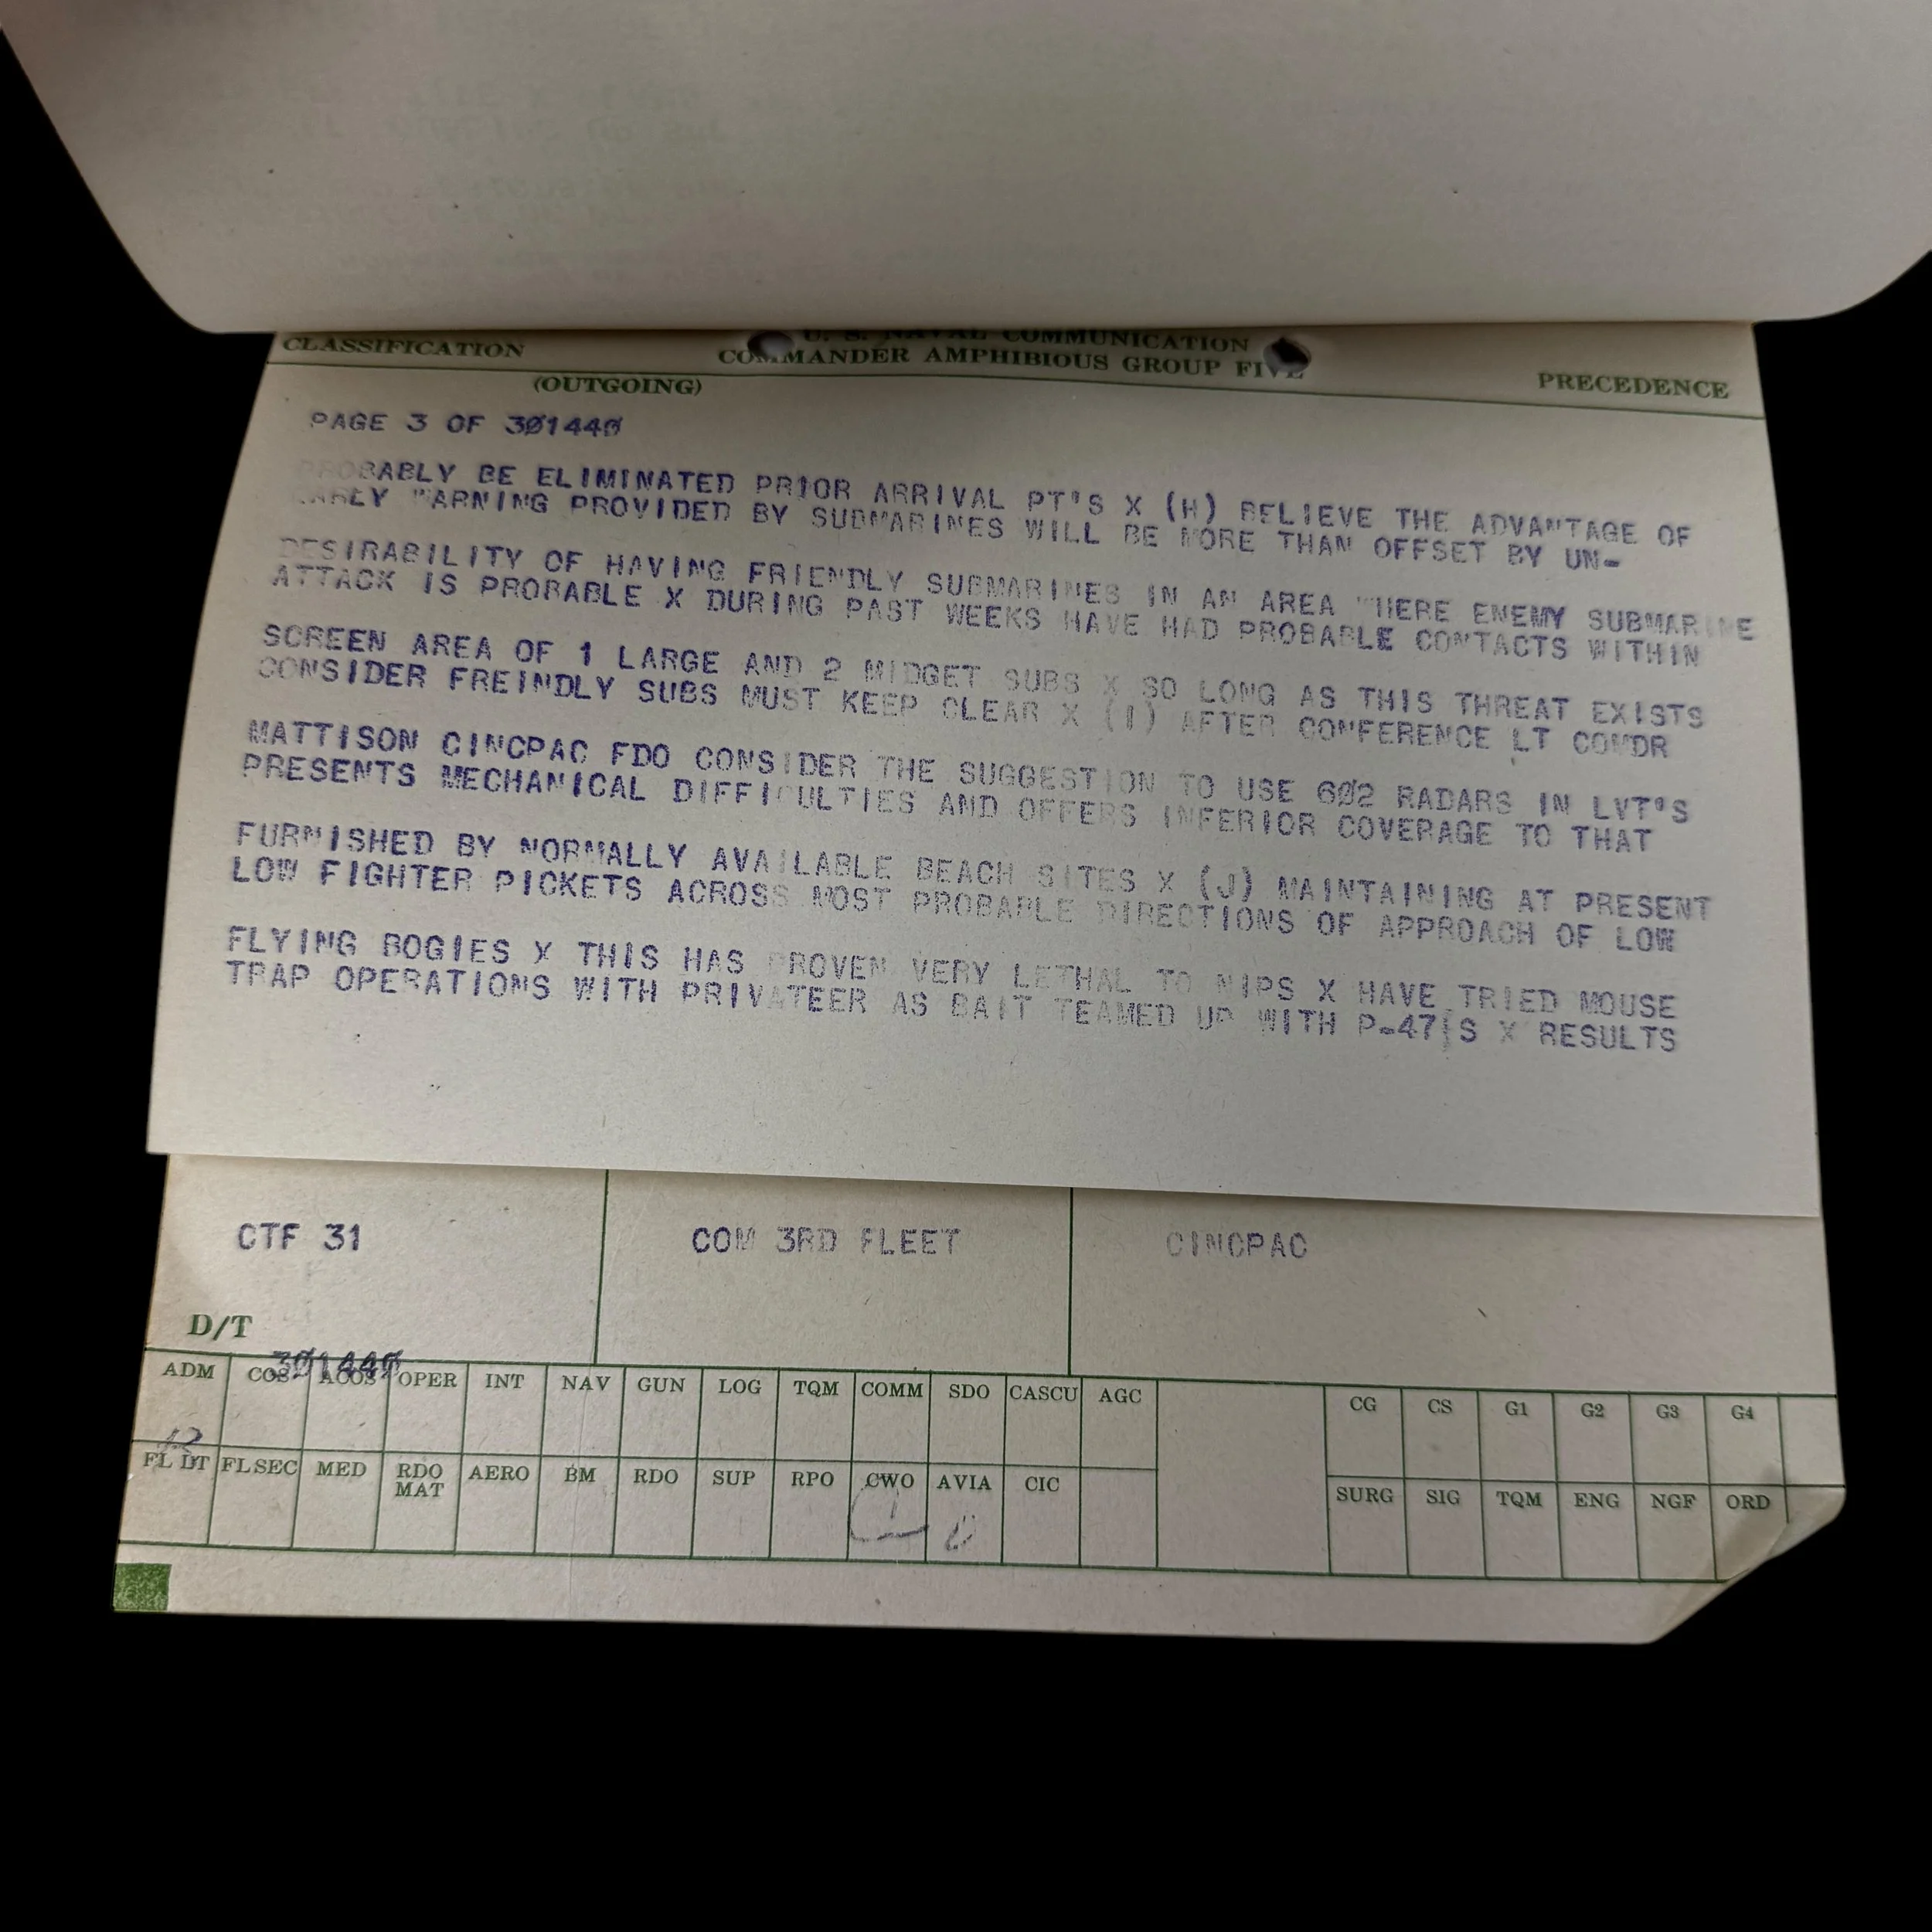 CLASSIFICATION
U. S. NAVAL COMMUNICATION
COMMANDER AMPHIBIOUS GROUP FIVE
(OUTGOING)
PRECEDENCE
PAGE 3 OF 3Ø144Ø
PROBABLY BE ELIMINATED PRIOR ARRIVAL PT'S X (H) BELIEVE THE ADVANTAGE OF
EARLY WARNING PROVIDED BY SUBMARINES WILL BE MORE THAN OFFSET BY UN-
DESIRABILITY OF HAVING FRIENDLY SUBMARINES IN AN AREA WHERE ENEMY SUBMARINE
ATTACK IS PROBABLE X DURING PAST WEEKS HAVE HAD PROBABLE CONTACTS WITHIN
SCREEN AREA OF 1 LARGE AND 2 MIDGET SUBS X SO LONG AS THIS THREAT EXISTS
CONSIDER FREINDLY SUBS MUST KEEP CLEAR X (I) AFTER CONFERENCE LT COMDR
MATTISON CINCPAC FDO CONSIDER THE SUGGESTION TO USE 6Ø2 RADARS IN LVT'S
PRESENTS MECHANICAL DIFFICULTIES AND OFFERS INFERIOR COVERAGE TO THAT
FURNISHED BY NORMALLY AVAILABLE BEACH SITES X (J) MAINTAINING AT PRESENT
LOW FIGHTER PICKETS ACROSS MOST PROBABLE DIRECTIONS OF APPROACH OF LOW
FLYING BOGIES X THIS HAS PROVEN VERY LETHAL TO NIPS X HAVE TRIED MOUSE
TRAP OPERATIONS WITH PRIVATEER AS BAIT TEAMED UP WITH P-47'S X RESULTS
CTF 31
COM 3RD FLEET
CINCPAC
D/T
3Ø144Ø
ADM COS ACOS OPER INT NAV GUN LOG TQM COMM SDO CASCU AGC CG CS G1 G2 G3 G4
FL LT FLSEC MED RDO MAT AERO BM RDO SUP RPO CWO AVIA CIC SURG SIG TQM ENG NGF ORD